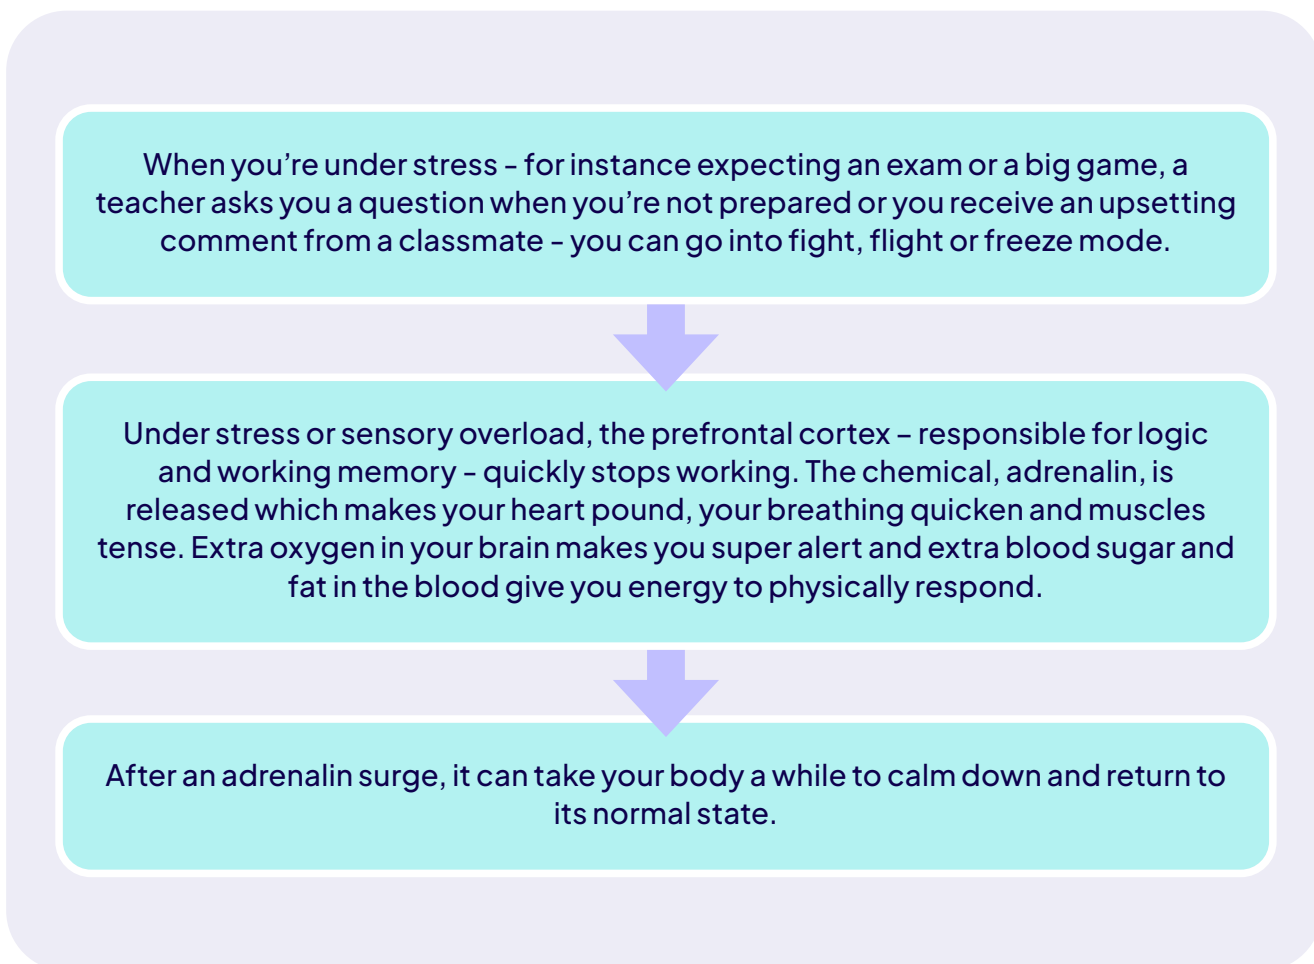 When you're under stress - for instance expecting an exam or a big game, a
teacher asks you a question when you're not prepared or you receive an upsetting
comment from a classmate - you can go into fight, flight or freeze mode.
Under stress or sensory overload, the prefrontal cortex – responsible for logic
and working memory - quickly stops working. The chemical, adrenalin, is
released which makes your heart pound, your breathing quicken and muscles
tense. Extra oxygen in your brain makes you super alert and extra blood sugar and
fat in the blood give you energy to physically respond.
After an adrenalin surge, it can take your body a while to calm down and return to
its normal state.